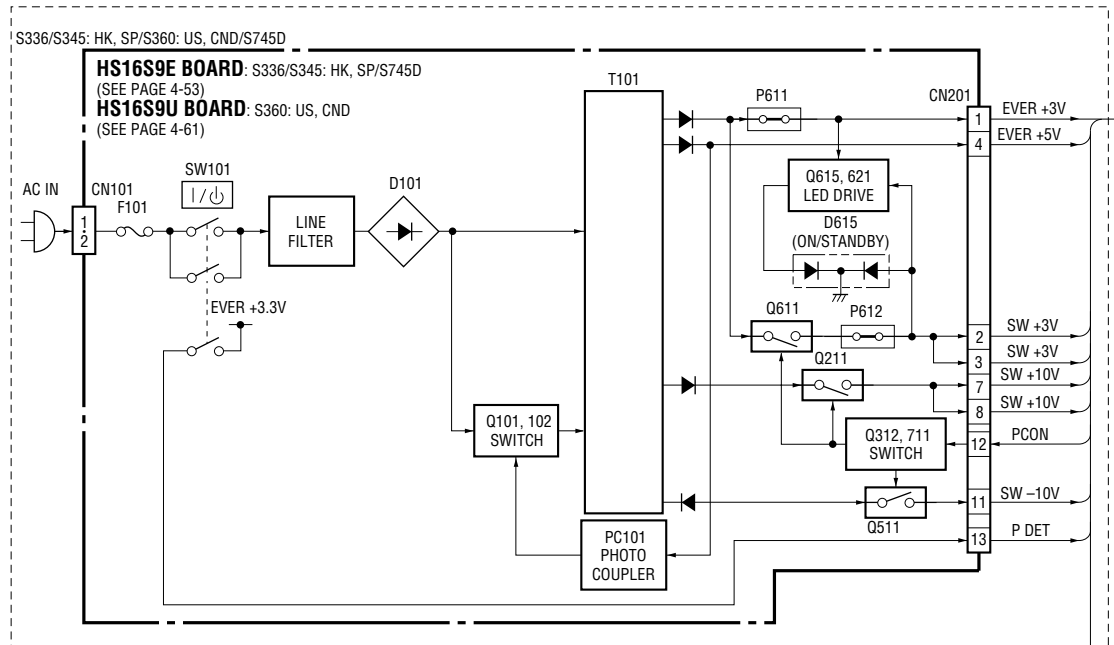 S336/S345: HK, SP/S360: US, CND/S745D
HS16S9E BOARD: S336/S345: HK, SP/S745D
(SEE PAGE 4-53)
HS16S9U BOARD: S360: US, CND
(SEE PAGE 4-61)
T101
P611
CN201
1
EVER +3V
4
EVER +5V
SW101
AC IN
CN101
F101
D101
1
·
2
LINE
FILTER
Q615, 621
LED DRIVE
D615
(ON/STANDBY)
EVER +3.3V
Q611
P612
2
SW +3V
3
SW +3V
Q211
7
SW +10V
8
SW +10V
Q101, 102
SWITCH
Q312, 711
SWITCH
12
PCON
11
SW –10V
Q511
13
P DET
PC101
PHOTO
COUPLER